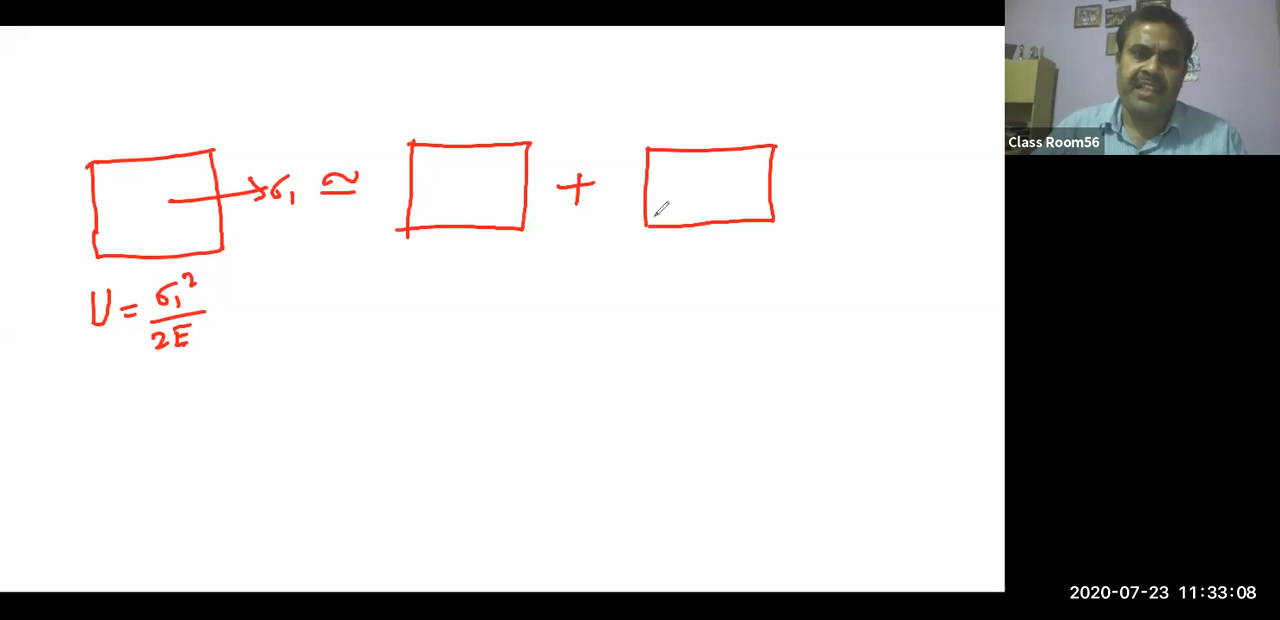 σ₁ ≅ +
U = σ₁² / 2E
Class Room56
2020-07-23 11:33:08